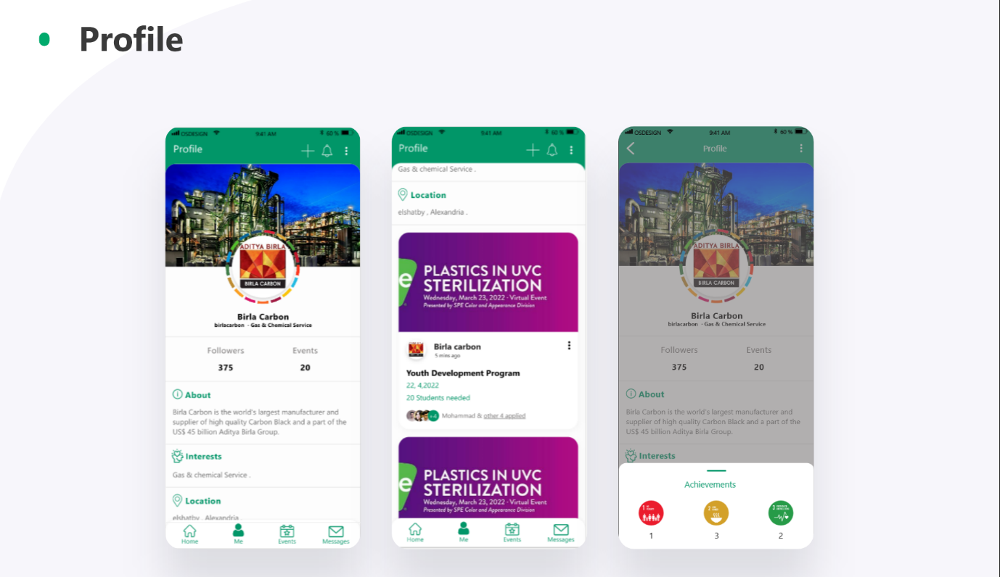 Profile
OSDESIGN 9:41 AM 60 %
Profile
ADITYA BIRLA
BIRLA CARBON
Birla Carbon
birlacarbon · Gas & Chemical Service
Followers Events
375 20
About
Birla Carbon is the world's largest manufacturer and
supplier of high quality Carbon Black and a part of the
US$ 45 billion Aditya Birla Group.
Interests
Gas & chemical Service .
Location
elshatby , Alexandria
Home Me Events Messages
OSDESIGN 9:41 AM 60 %
Profile
Gas & chemical Service .
Location
elshatby , Alexandria .
e
PLASTICS IN UVC
STERILIZATION
Wednesday, March 23, 2022 · Virtual Event
Presented by SPE Color and Appearance Division
Birla carbon
5 mins ago
Youth Development Program
22, 4,2022
20 Students needed
+4 Mohammad & other 4 applied
e
PLASTICS IN UVC
STERILIZATION
Wednesday, March 23, 2022 · Virtual Event
Presented by SPE Color and Appearance Division
Home Me Events Messages
OSDESIGN 9:41 AM 60 %
Profile
ADITYA BIRLA
BIRLA CARBON
Birla Carbon
birlacarbon · Gas & Chemical Service
Followers Events
375 20
About
Birla Carbon is the world's largest manufacturer and
supplier of high quality Carbon Black and a part of the
US$ 45 billion Aditya Birla Group.
Interests
Achievements
1 2 3
1 3 2